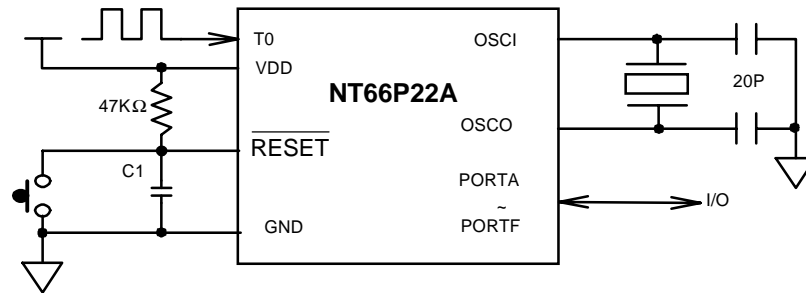 T0
OSCI
VDD
20P
NT66P22A
47KΩ
OSCO
RESET
C1
PORTA
I/O
~
GND
PORTF